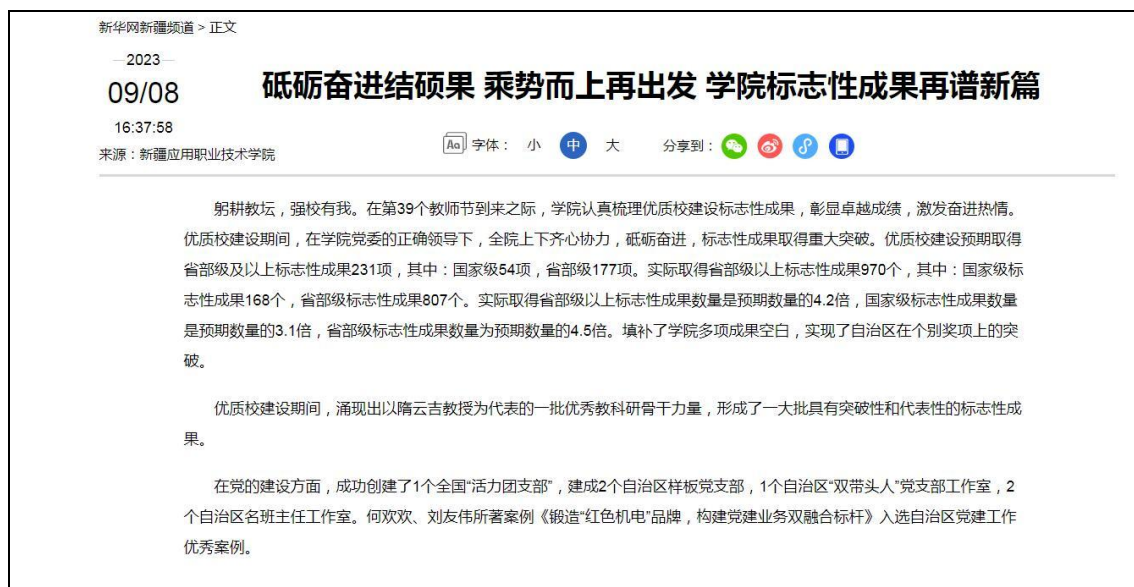 新华网新疆频道 > 正文
2023
09/08
16:37:58
来源：新疆应用职业技术学院
砥砺奋进结硕果 乘势而上再出发 学院标志性成果再谱新篇
Aa 字体： 小 中 大 分享到：
躬耕教坛，强校有我。在第39个教师节到来之际，学院认真梳理优质校建设标志性成果，彰显卓越成绩，激发奋进热情。
优质校建设期间，在学院党委的正确领导下，全院上下齐心协力，砥砺奋进，标志性成果取得重大突破。优质校建设预期取得
省部级及以上标志性成果231项，其中：国家级54项，省部级177项。实际取得省部级以上标志性成果970个，其中：国家级标
志性成果168个，省部级标志性成果807个。实际取得省部级以上标志性成果数量是预期数量的4.2倍，国家级标志性成果数量
是预期数量的3.1倍，省部级标志性成果数量为预期数量的4.5倍。填补了学院多项成果空白，实现了自治区在个别奖项上的突
破。
优质校建设期间，涌现出以隋云吉教授为代表的一批优秀教科研骨干力量，形成了一大批具有突破性和代表性的标志性成
果。
在党的建设方面，成功创建了1个全国“活力团支部”，建成2个自治区样板党支部，1个自治区“双带头人”党支部工作室，2
个自治区名班主任工作室。何欢欢、刘友伟所著案例《锻造“红色机电”品牌，构建党建业务双融合标杆》入选自治区党建工作
优秀案例。